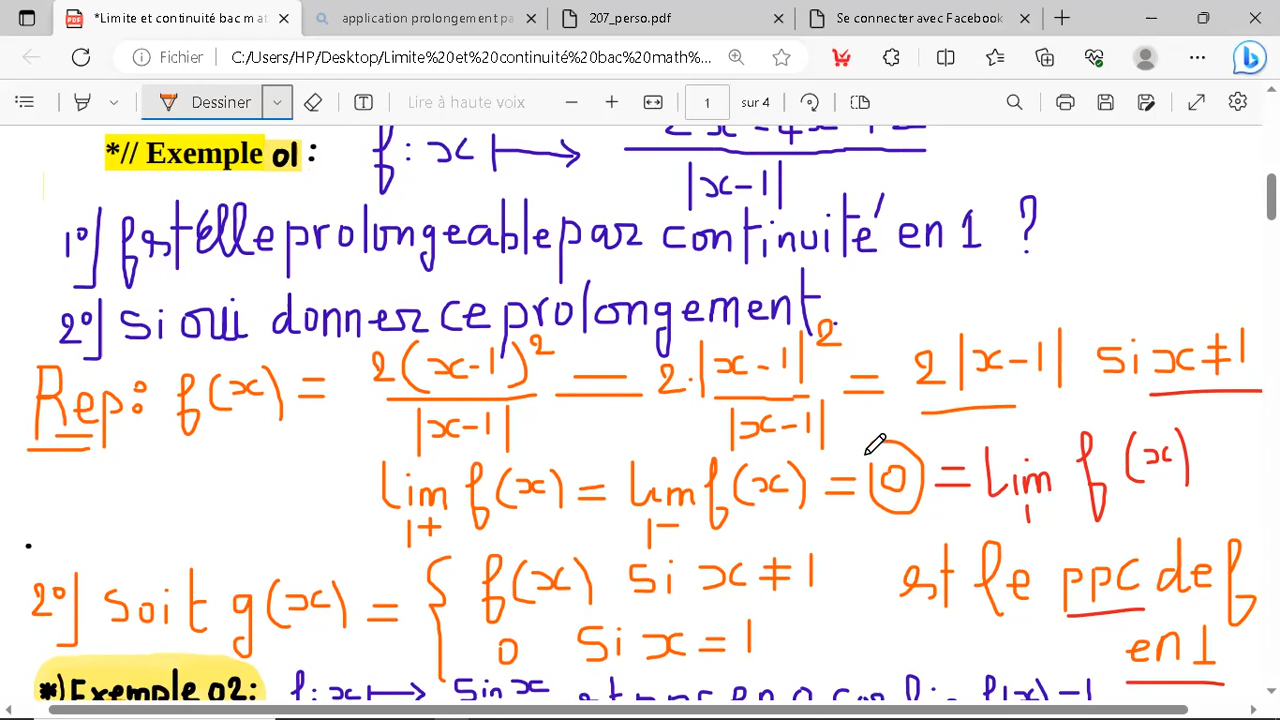 *Limite et continuité bac mat
application prolongement pa
207_perso.pdf
Se connecter avec Facebook
Fichier
C:/Users/HP/Desktop/Limite%20et%20continuité%20bac%20math%...
Dessiner
Lire à haute voix
1 sur 4
*// Exemple 01 : f : x ⟼ /|x-1|
1°) f est Elle prolongeable par continuité en 1 ?
2°) si oui donner ce prolongement.
Rep: f(x) = 2(x-1)²/|x-1| = 2.|x-1|²/|x-1| = 2|x-1| si x≠1
lim 1+ f(x) = lim 1- f(x) = 0 = lim 1 f(x)
2°) soit g(x) = { f(x) si x≠1 est le ppc de f
0 si x = 1 en 1
*) Exemple 02: f: x ⟼ sin x